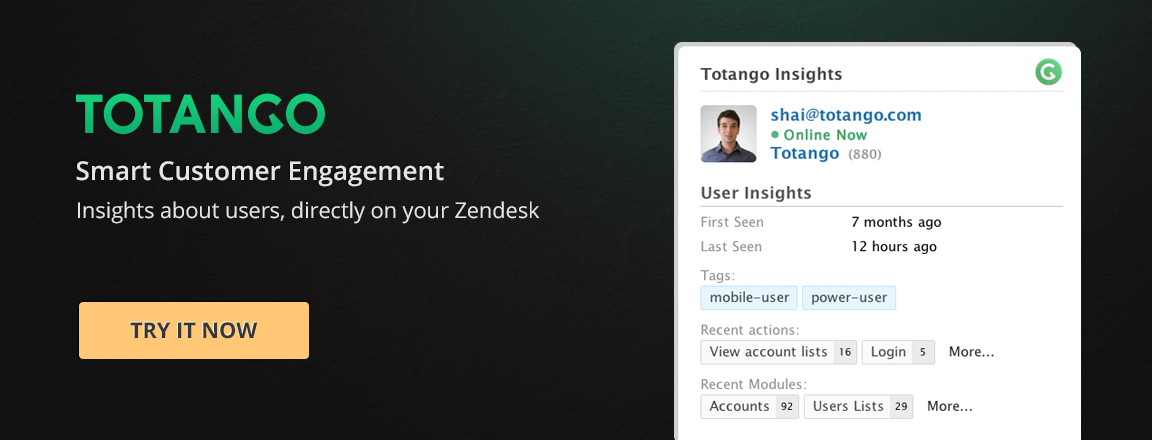 TOTANGO
Smart Customer Engagement
Insights about users, directly on your Zendesk
TRY IT NOW
Totango Insights
shai@totango.com
Online Now
Totango (880)
User Insights
First Seen 7 months ago
Last Seen 12 hours ago
Tags:
mobile-user power-user
Recent actions:
View account lists 16 Login 5 More...
Recent Modules:
Accounts 92 Users Lists 29 More...